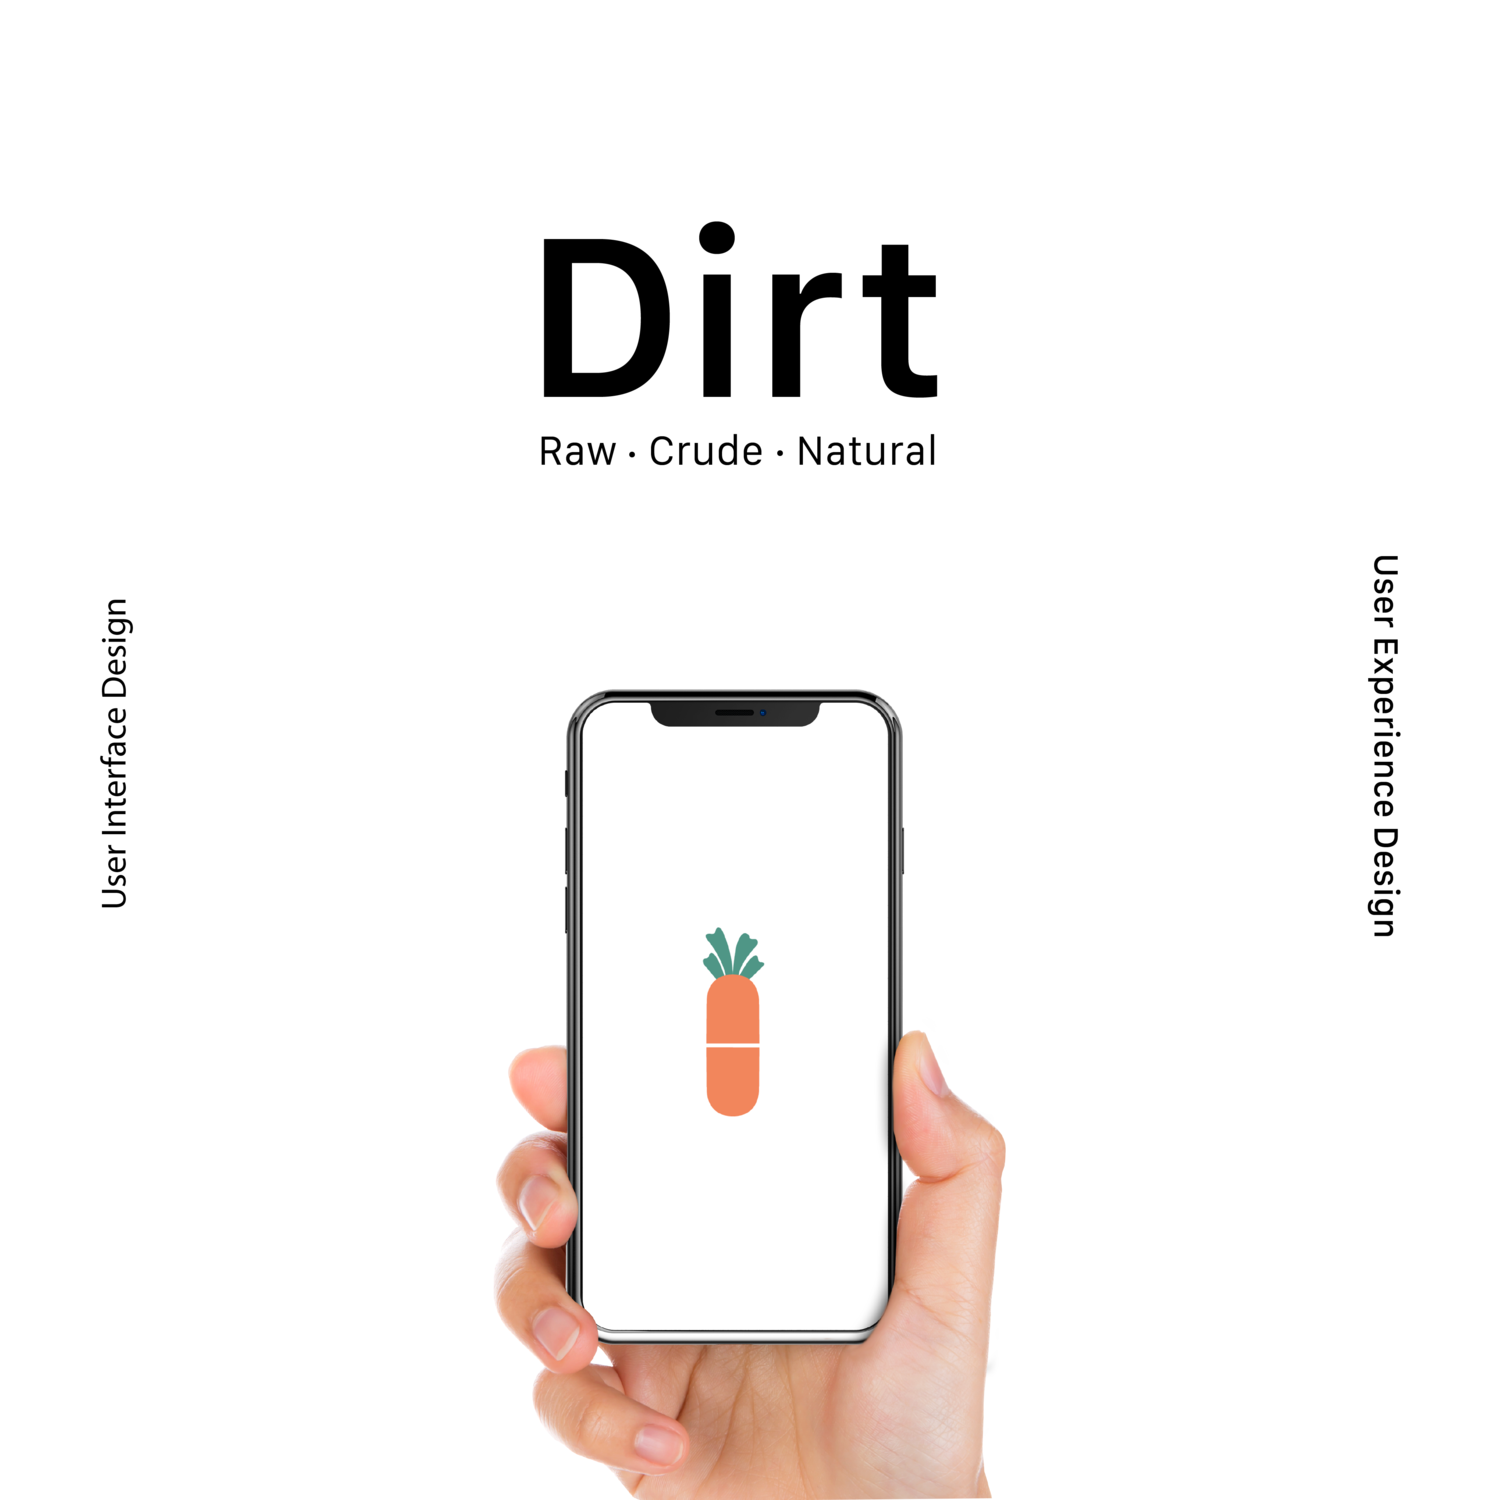 Dirt
Raw · Crude · Natural
User Interface Design
User Experience Design